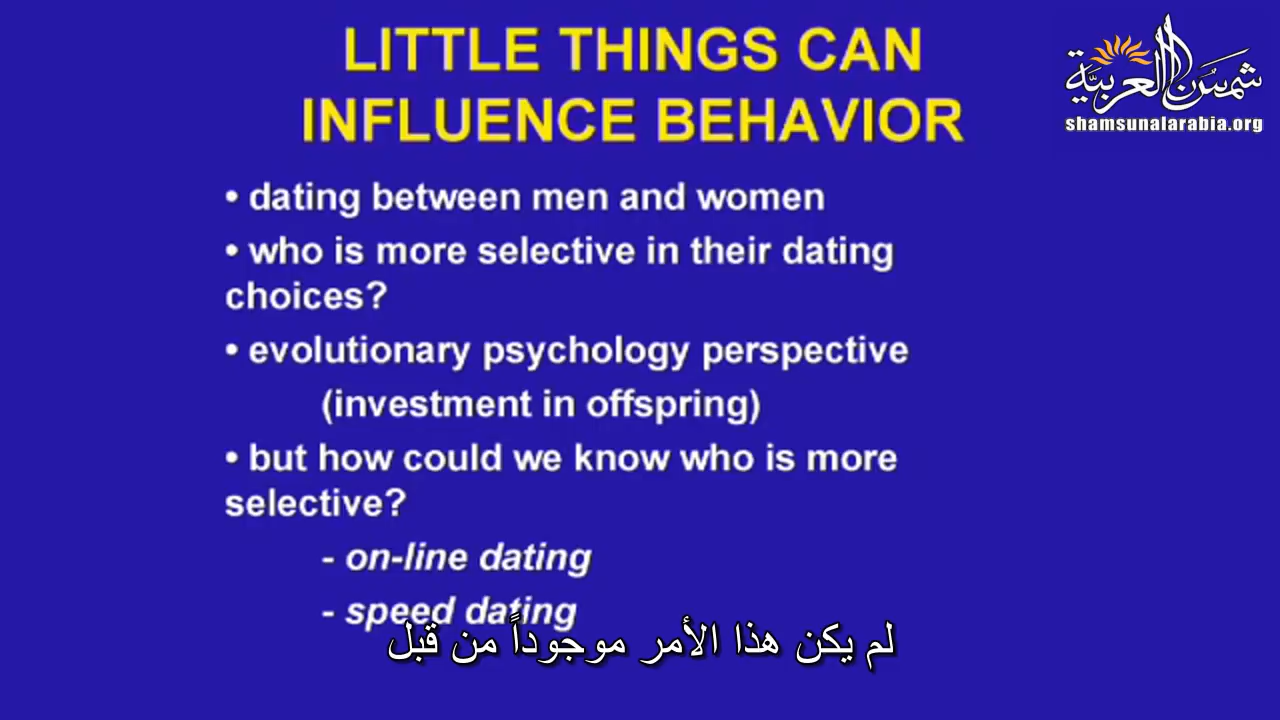 LITTLE THINGS CAN
INFLUENCE BEHAVIOR
شمسُ العربيّة
shamsunalarabia.org
• dating between men and women
• who is more selective in their dating
choices?
• evolutionary psychology perspective
(investment in offspring)
• but how could we know who is more
selective?
- on-line dating
- speed dating
لم يكن هذا الأمر موجوداً من قبل